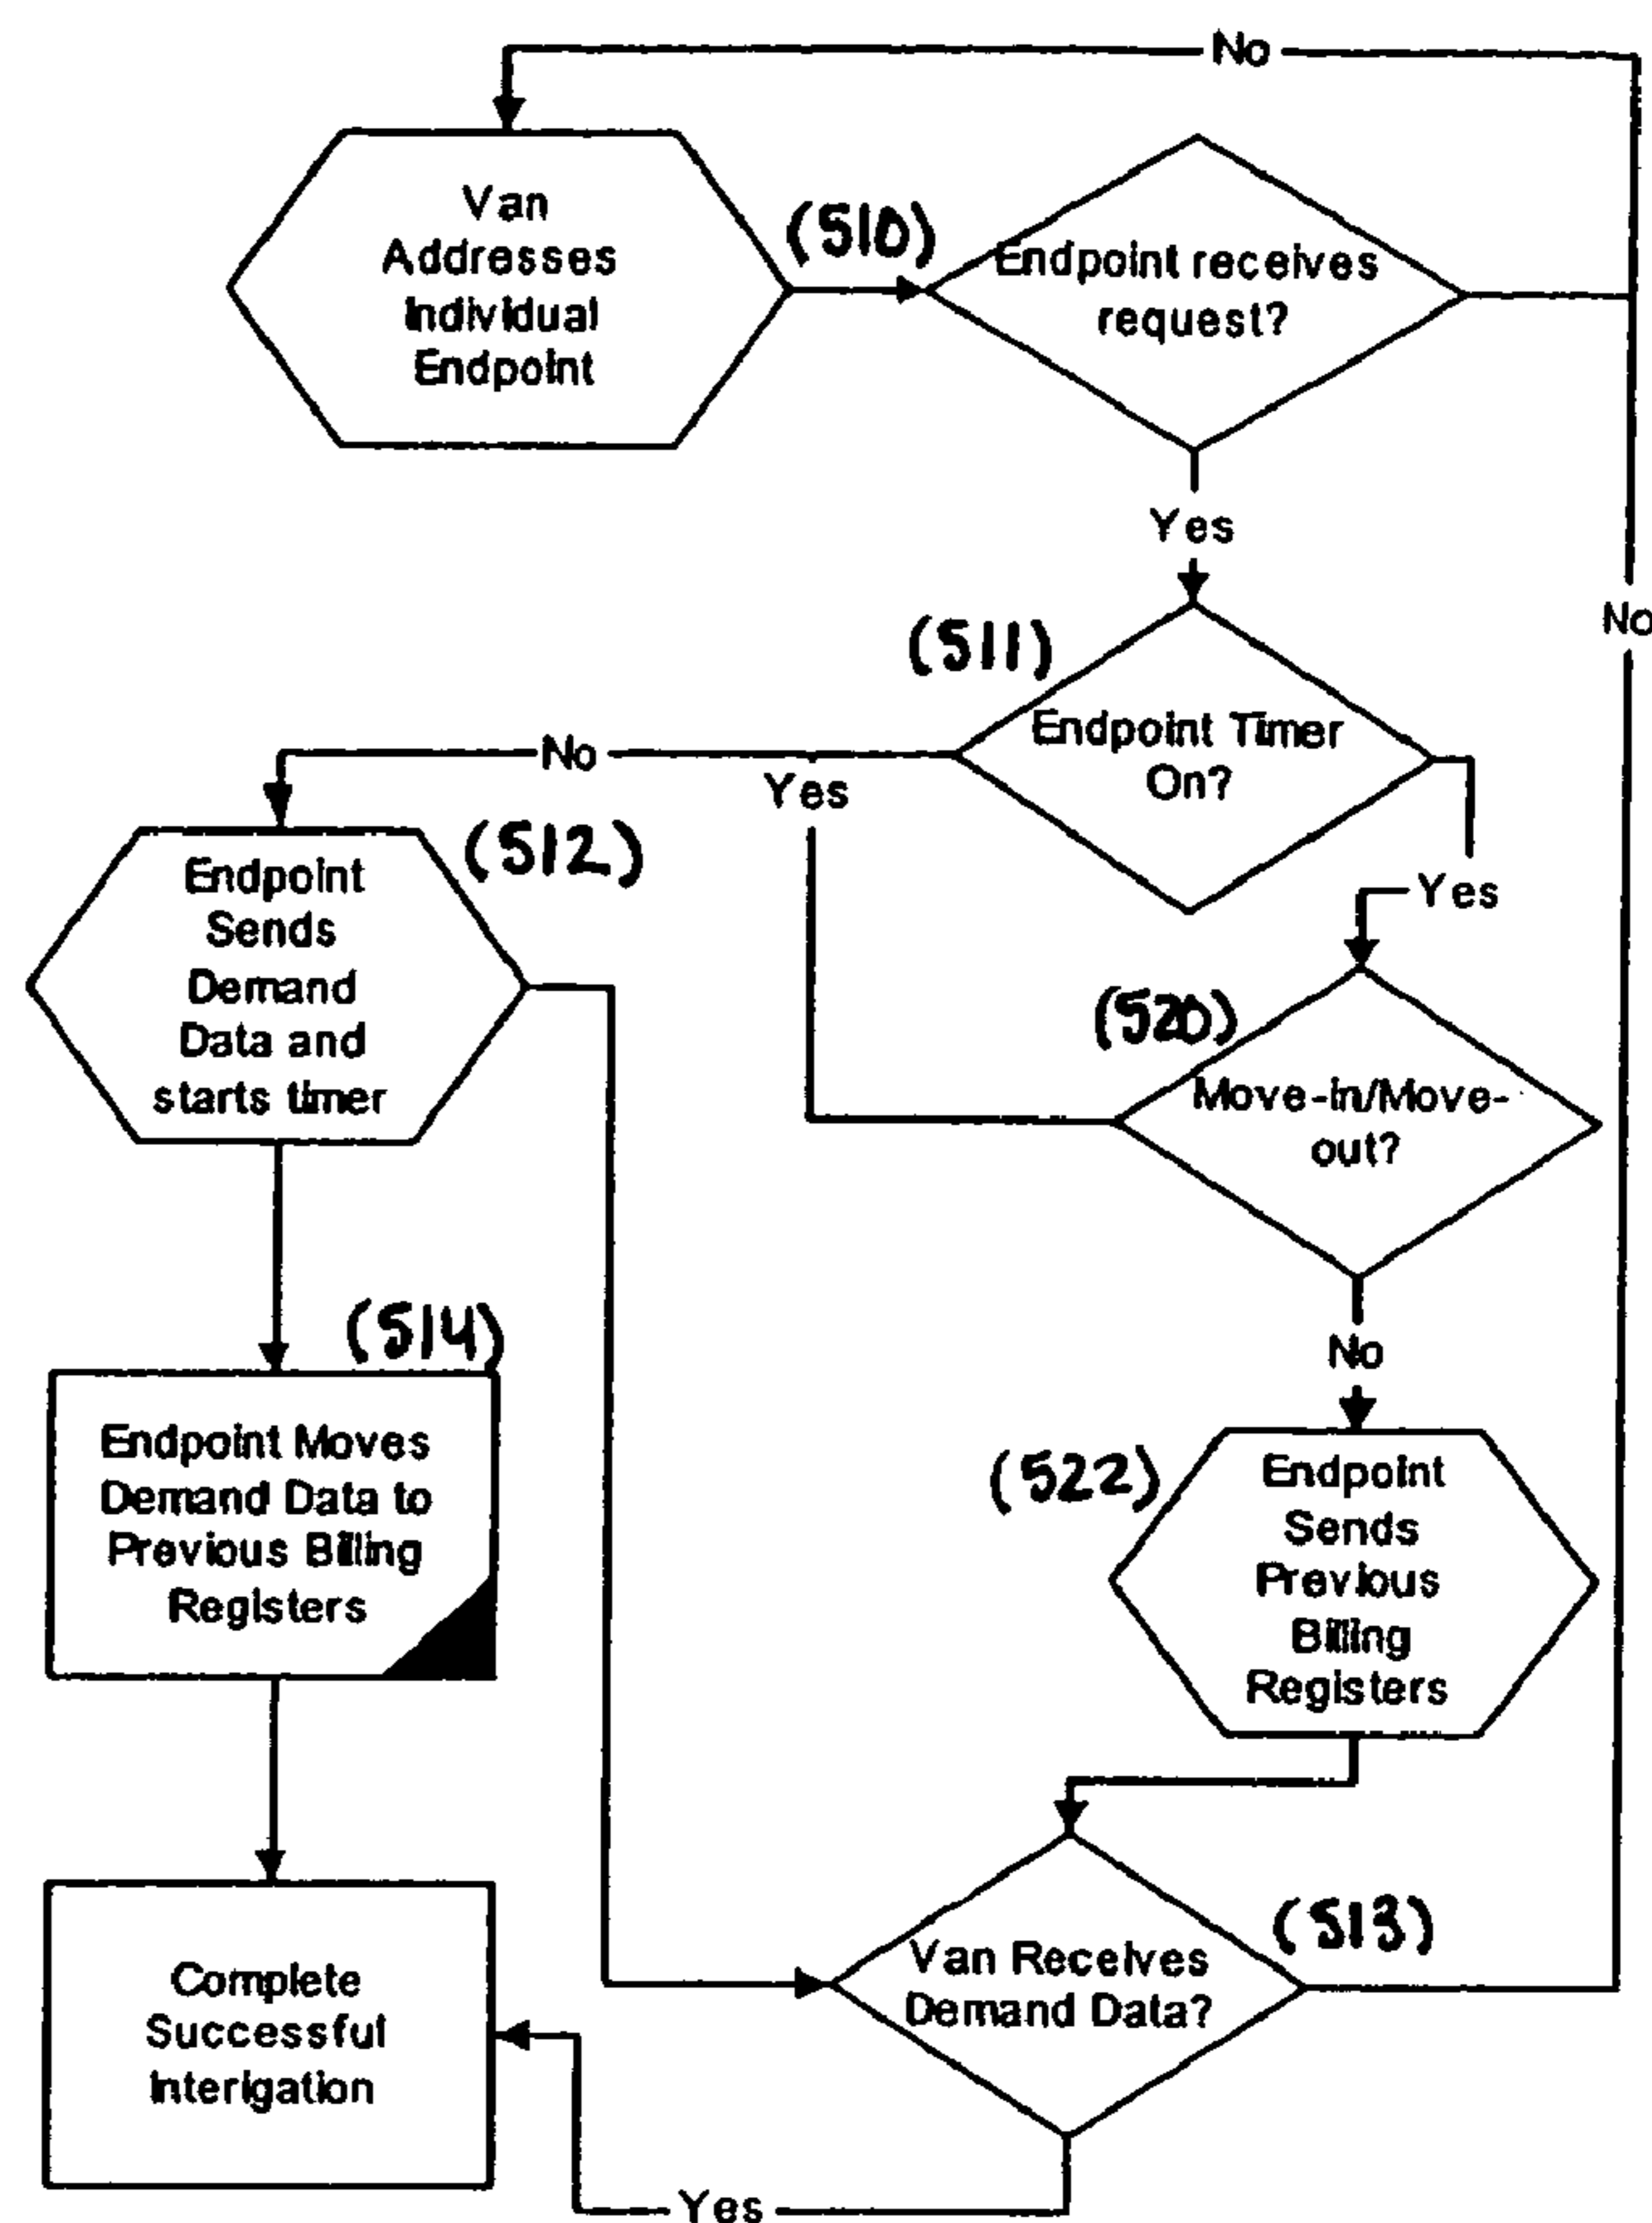 No
Van
Addresses
Individual
Endpoint
(510)
Endpoint receives
request?
Yes
No
(511)
Endpoint Timer
On?
No
Yes
(512)
Endpoint
Sends
Demand
Data and
starts timer
Yes
(520)
Move-in/Move-
out?
No
(514)
Endpoint Moves
Demand Data to
Previous Billing
Registers
(522)
Endpoint
Sends
Previous
Billing
Registers
(513)
Van Receives
Demand Data?
Complete
Successful
Interigation
Yes